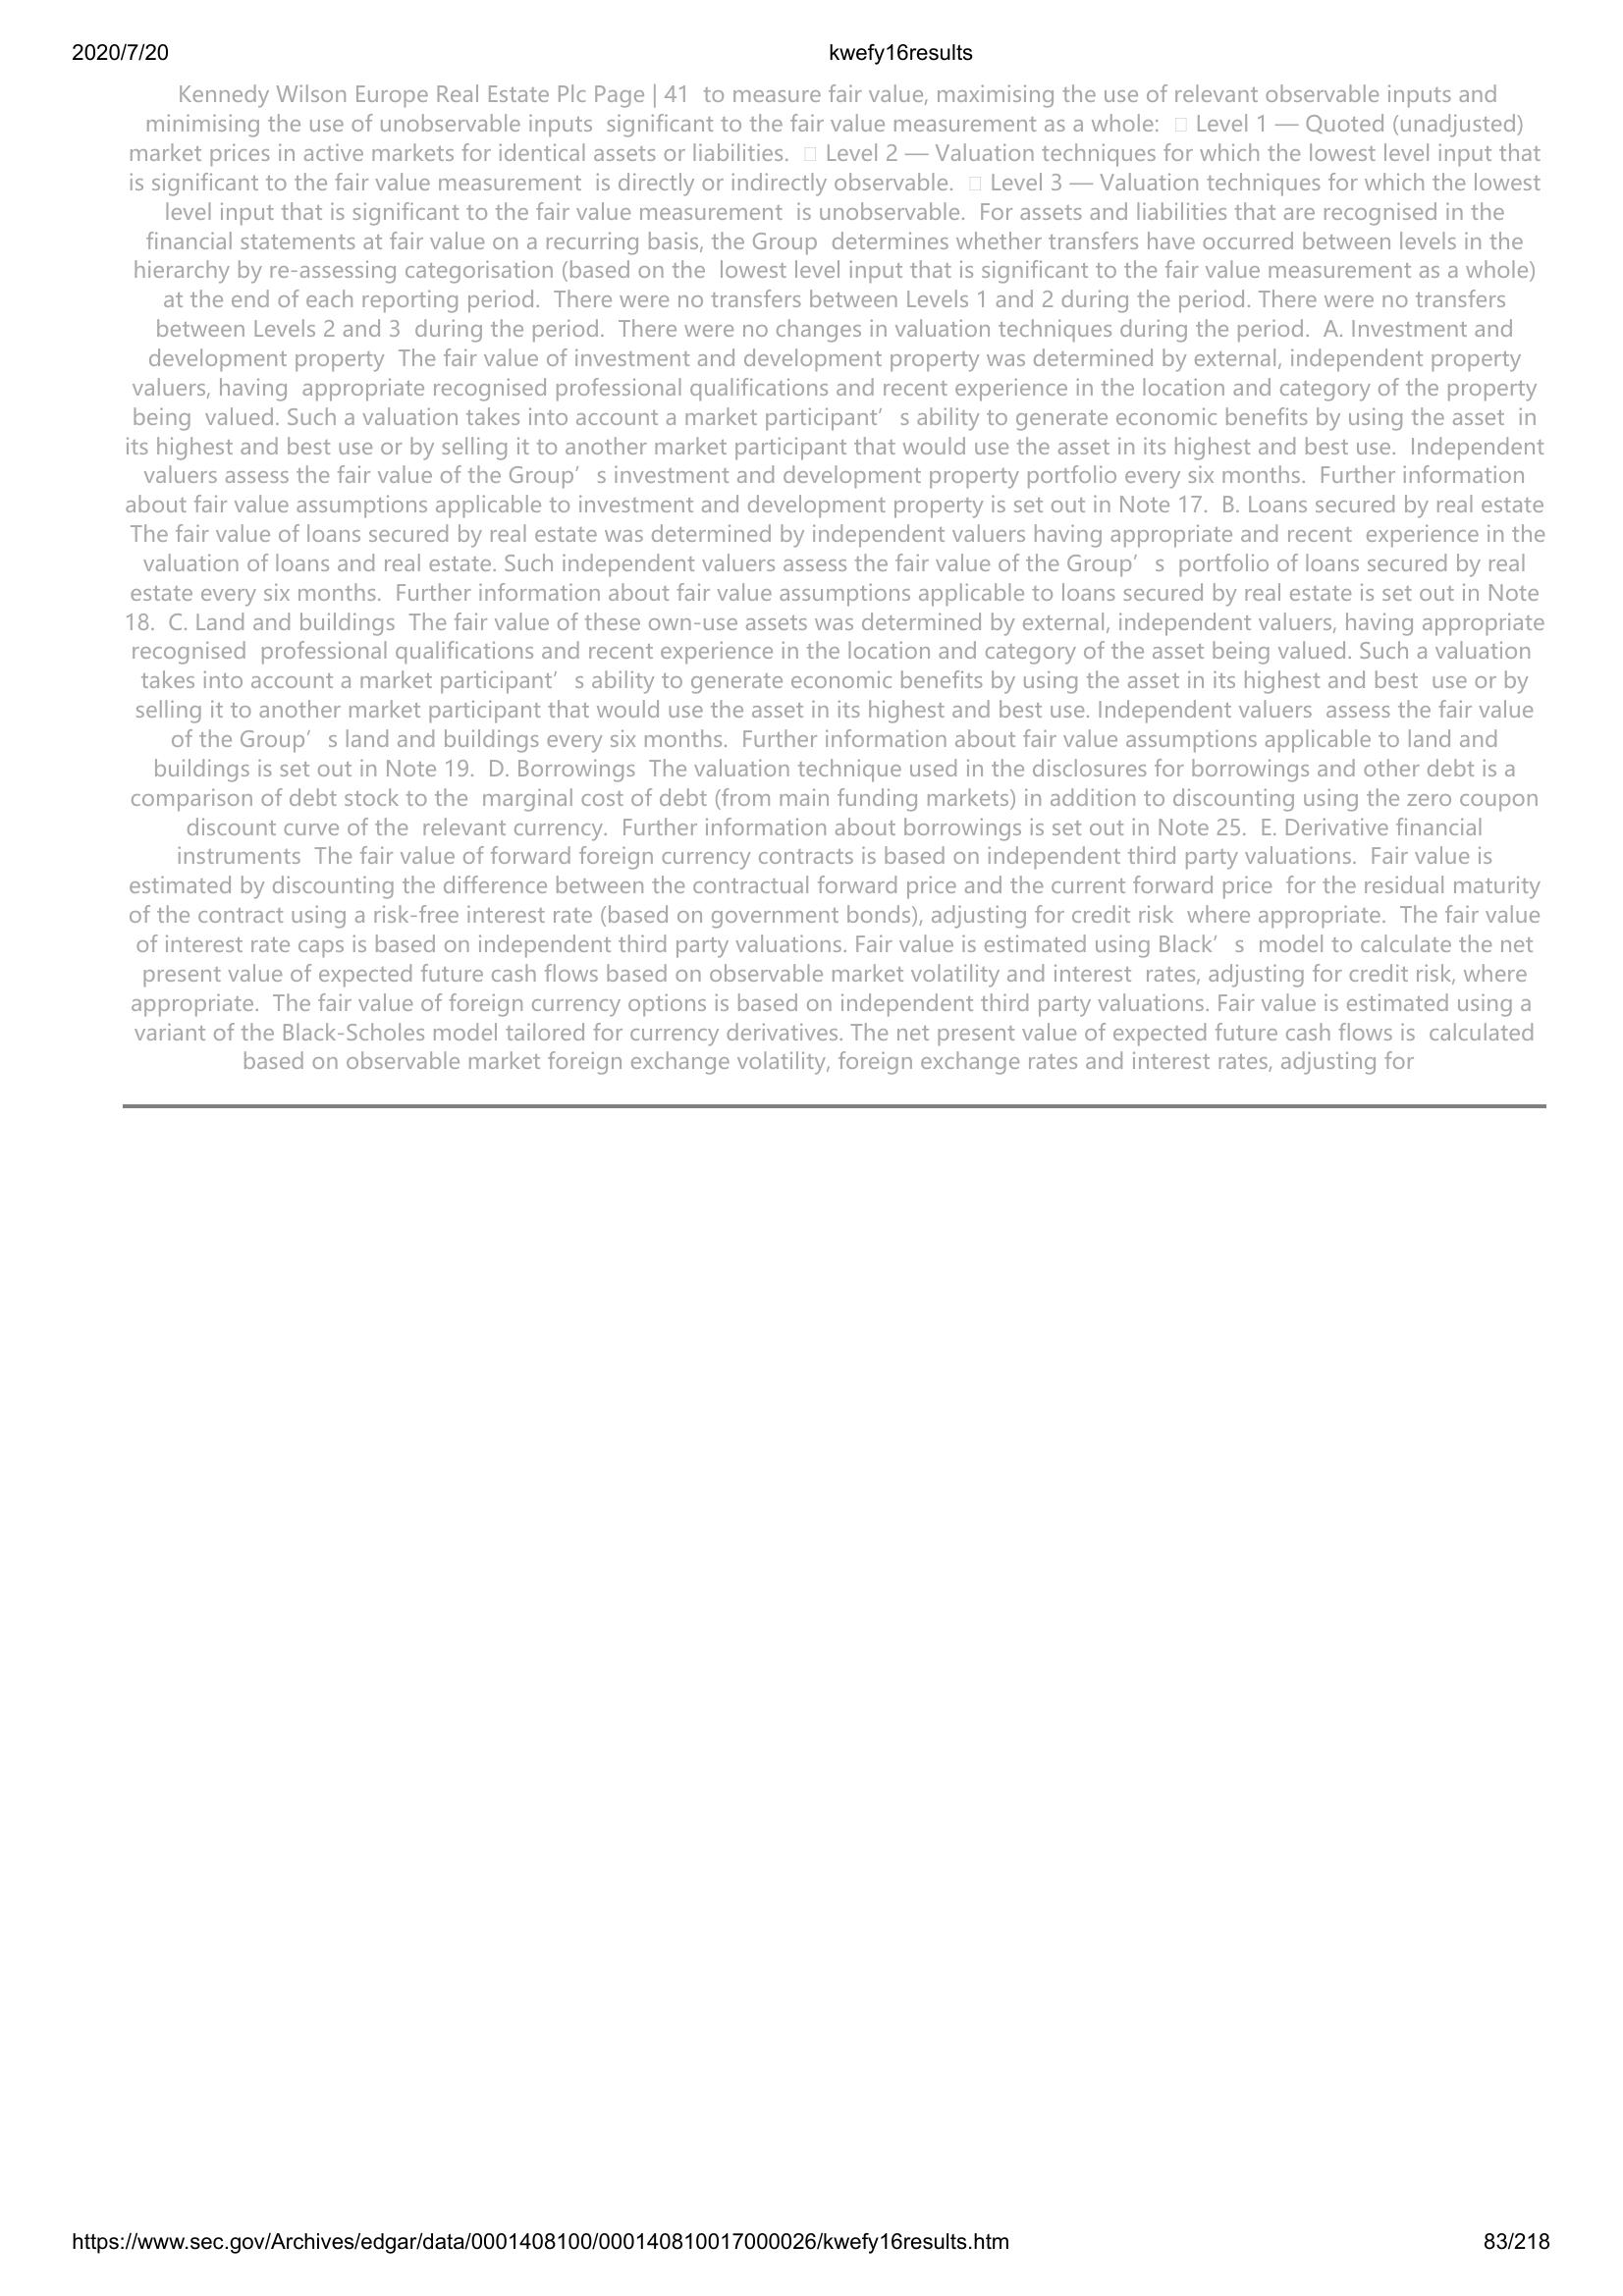 2020/7/20 kwefy16results
Kennedy Wilson Europe Real Estate Plc Page | 41 to measure fair value, maximising the use of relevant observable inputs and
minimising the use of unobservable inputs significant to the fair value measurement as a whole: □ Level 1 — Quoted (unadjusted)
market prices in active markets for identical assets or liabilities. □ Level 2 — Valuation techniques for which the lowest level input that
is significant to the fair value measurement is directly or indirectly observable. □ Level 3 — Valuation techniques for which the lowest
level input that is significant to the fair value measurement is unobservable. For assets and liabilities that are recognised in the
financial statements at fair value on a recurring basis, the Group determines whether transfers have occurred between levels in the
hierarchy by re-assessing categorisation (based on the lowest level input that is significant to the fair value measurement as a whole)
at the end of each reporting period. There were no transfers between Levels 1 and 2 during the period. There were no transfers
between Levels 2 and 3 during the period. There were no changes in valuation techniques during the period. A. Investment and
development property The fair value of investment and development property was determined by external, independent property
valuers, having appropriate recognised professional qualifications and recent experience in the location and category of the property
being valued. Such a valuation takes into account a market participant’ s ability to generate economic benefits by using the asset in
its highest and best use or by selling it to another market participant that would use the asset in its highest and best use. Independent
valuers assess the fair value of the Group’ s investment and development property portfolio every six months. Further information
about fair value assumptions applicable to investment and development property is set out in Note 17. B. Loans secured by real estate
The fair value of loans secured by real estate was determined by independent valuers having appropriate and recent experience in the
valuation of loans and real estate. Such independent valuers assess the fair value of the Group’ s portfolio of loans secured by real
estate every six months. Further information about fair value assumptions applicable to loans secured by real estate is set out in Note
18. C. Land and buildings The fair value of these own-use assets was determined by external, independent valuers, having appropriate
recognised professional qualifications and recent experience in the location and category of the asset being valued. Such a valuation
takes into account a market participant’ s ability to generate economic benefits by using the asset in its highest and best use or by
selling it to another market participant that would use the asset in its highest and best use. Independent valuers assess the fair value
of the Group’ s land and buildings every six months. Further information about fair value assumptions applicable to land and
buildings is set out in Note 19. D. Borrowings The valuation technique used in the disclosures for borrowings and other debt is a
comparison of debt stock to the marginal cost of debt (from main funding markets) in addition to discounting using the zero coupon
discount curve of the relevant currency. Further information about borrowings is set out in Note 25. E. Derivative financial
instruments The fair value of forward foreign currency contracts is based on independent third party valuations. Fair value is
estimated by discounting the difference between the contractual forward price and the current forward price for the residual maturity
of the contract using a risk-free interest rate (based on government bonds), adjusting for credit risk where appropriate. The fair value
of interest rate caps is based on independent third party valuations. Fair value is estimated using Black’ s model to calculate the net
present value of expected future cash flows based on observable market volatility and interest rates, adjusting for credit risk, where
appropriate. The fair value of foreign currency options is based on independent third party valuations. Fair value is estimated using a
variant of the Black-Scholes model tailored for currency derivatives. The net present value of expected future cash flows is calculated
based on observable market foreign exchange volatility, foreign exchange rates and interest rates, adjusting for
https://www.sec.gov/Archives/edgar/data/0001408100/000140810017000026/kwefy16results.htm 83/218